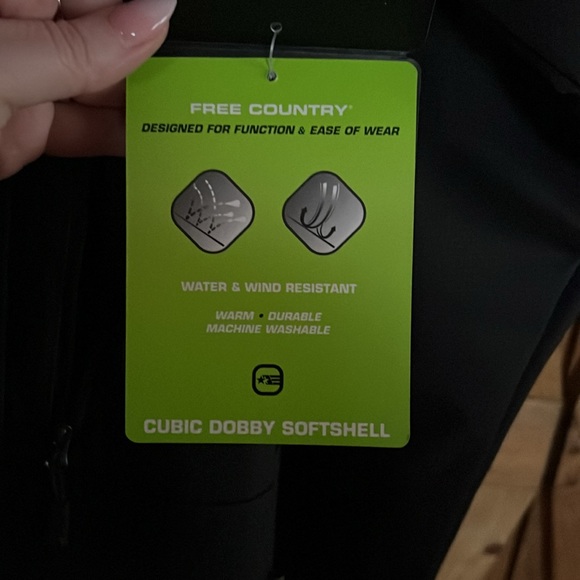 FREE COUNTRY®
DESIGNED FOR FUNCTION & EASE OF WEAR
WATER & WIND RESISTANT
WARM • DURABLE
MACHINE WASHABLE
CUBIC DOBBY SOFTSHELL